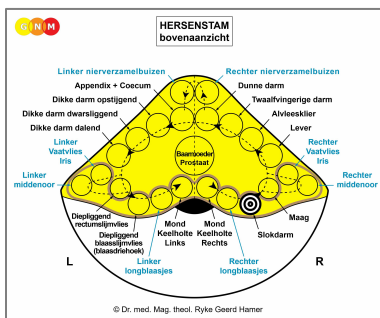 NNM
HERSENSTAM
bovenaanzicht
Linker nierverzamelbuizen
Rechter nierverzamelbuizen
Appendix + Coecum
Dunne darm
Dikke darm opstijgend
Twaalfvingerige darm
Dikke darm dwarsliggend
Alvleesklier
Dikke darm dalend
Lever
Linker
Vaatvlies
Iris
Rechter
Vaatvlies
Iris
Baarmoeder
Prostaat
Linker
middenoor
Rechter
middenoor
Diepliggend
rectumslijmvlies
Maag
Diepliggend
blaasslijmvlies
(blaasdriehoek)
Mond
Keelholte
Links
Mond
Keelholte
Rechts
Slokdarm
L
R
Linker
longblaasjes
Rechter
longblaasjes
© Dr. med. Mag. theol. Ryke Geerd Hamer